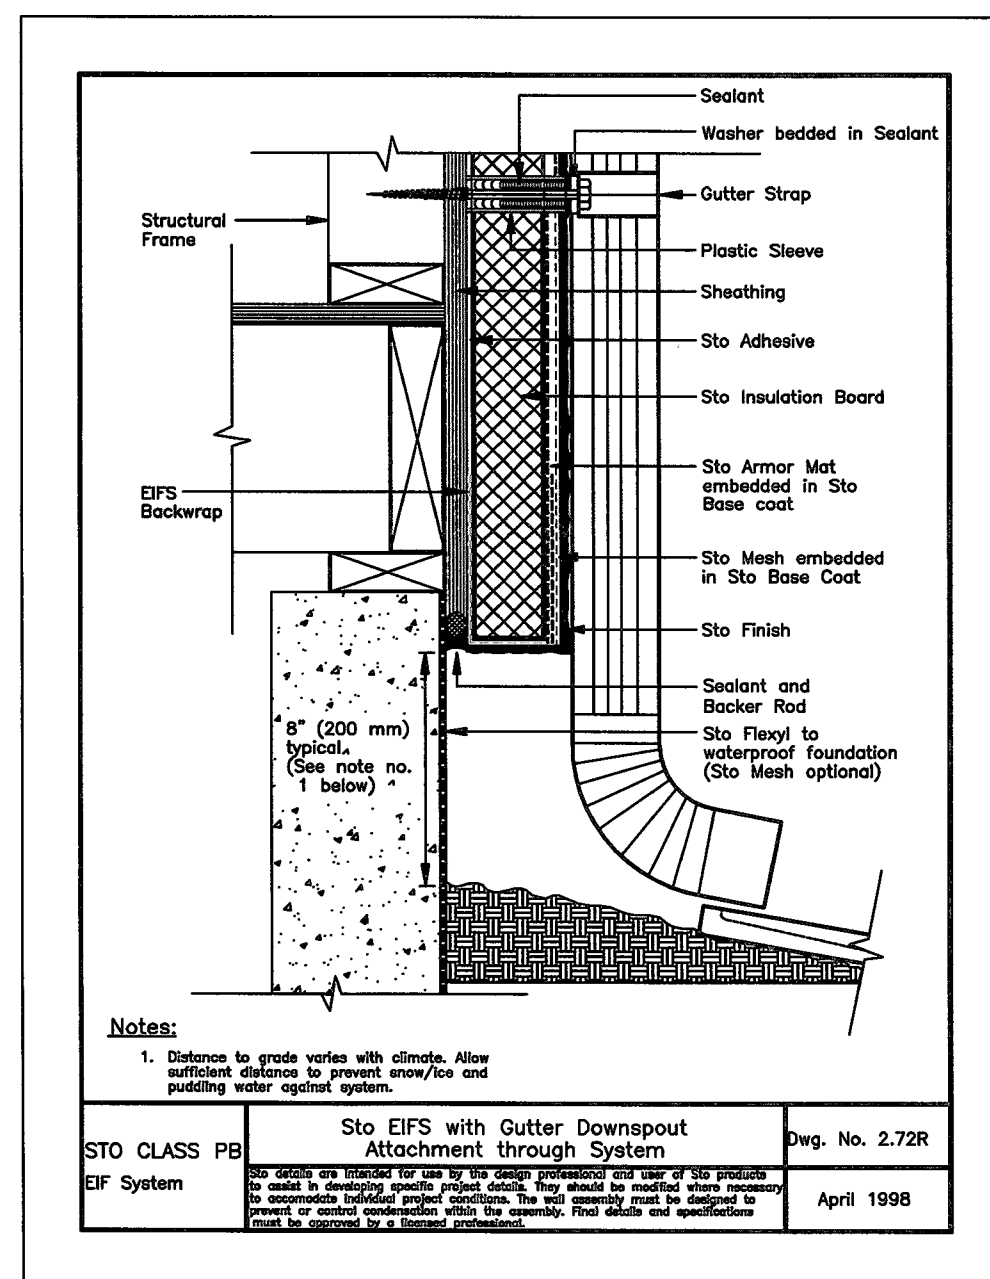 Sealant
Washer bedded in Sealant
Gutter Strap
Structural
Frame
Plastic Sleeve
Sheathing
Sto Adhesive
Sto Insulation Board
Sto Armor Mat
embedded in Sto
Base coat
EIFS
Backwrap
Sto Mesh embedded
in Sto Base Coat
Sto Finish
Sealant and
Backer Rod
8" (200 mm)
typical.
(See note no.
1 below)
Sto Flexyl to
waterproof foundation
(Sto Mesh optional)
Notes:
1. Distance to grade varies with climate. Allow
sufficient distance to prevent snow/ice and
puddling water against system.
STO CLASS PB
EIF System
Sto EIFS with Gutter Downspout
Attachment through System
Sto details are intended for use by the design professional and user of Sto products
to assist in developing specific project details. They should be modified where necessary
to accomodate individual project conditions. The wall assembly must be designed to
prevent or control condensation within the assembly. Final details and specifications
must be approved by a licensed professional.
Dwg. No. 2.72R
April 1998